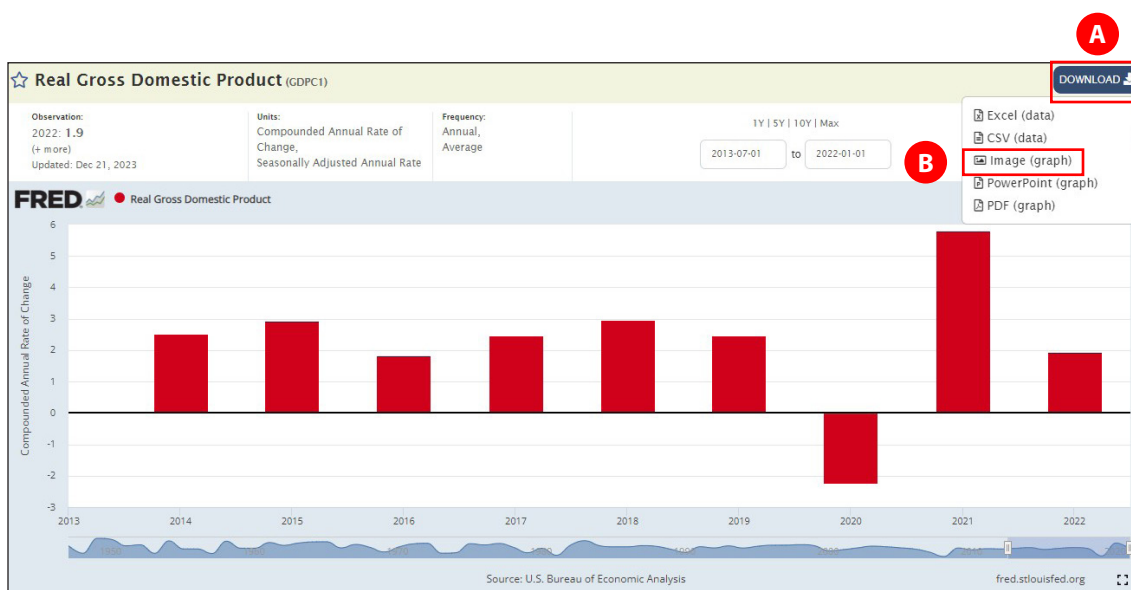 A
Real Gross Domestic Product (GDPC1)
DOWNLOAD
Observation:
2022: 1.9
(+ more)
Updated: Dec 21, 2023
Units:
Compounded Annual Rate of
Change,
Seasonally Adjusted Annual Rate
Frequency:
Annual,
Average
1Y | 5Y | 10Y | Max
2013-07-01 to 2022-01-01
B
Excel (data)
CSV (data)
Image (graph)
PowerPoint (graph)
PDF (graph)
FRED
Real Gross Domestic Product
Compounded Annual Rate of Change
6
5
4
3
2
1
0
-1
-2
-3
2013 2014 2015 2016 2017 2018 2019 2020 2021 2022
1950 1970
Source: U.S. Bureau of Economic Analysis
fred.stlouisfed.org